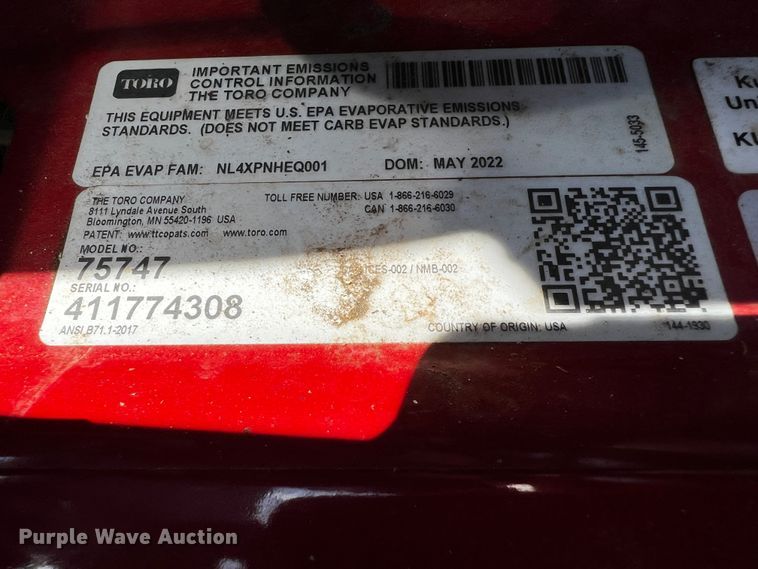 TORO
IMPORTANT EMISSIONS
CONTROL INFORMATION
THE TORO COMPANY
THIS EQUIPMENT MEETS U.S. EPA EVAPORATIVE EMISSIONS
STANDARDS. (DOES NOT MEET CARB EVAP STANDARDS.)
EPA EVAP FAM: NL4XPNHEQ001 DOM: MAY 2022
145-5033
THE TORO COMPANY
8111 Lyndale Avenue South
Bloomington, MN 55420-1196 USA
TOLL FREE NUMBER: USA 1-866-216-6029
CAN 1-866-216-6030
PATENT: www.ttcopats.com www.toro.com
MODEL NO.:
75747
ICES-002 / NMB-002
SERIAL NO.:
411774308
ANSI B71.1-2017
COUNTRY OF ORIGIN: USA
144-1930
Ku
Un
KL
Purple Wave Auction